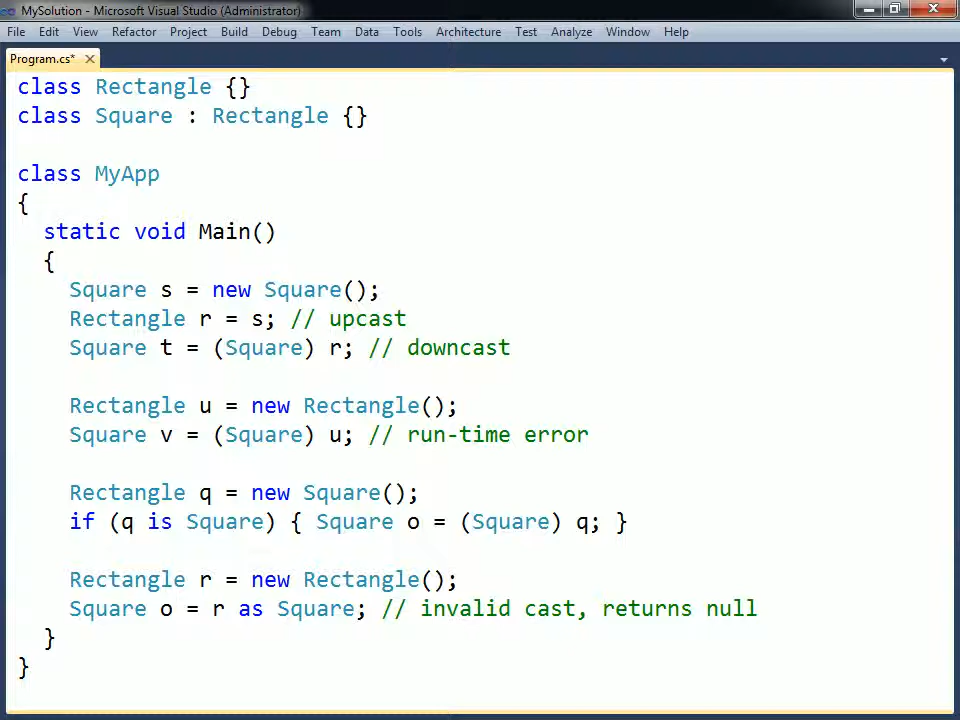 MySolution - Microsoft Visual Studio (Administrator)
File Edit View Refactor Project Build Debug Team Data Tools Architecture Test Analyze Window Help
Program.cs*
class Rectangle {}
class Square : Rectangle {}
class MyApp
{
static void Main()
{
Square s = new Square();
Rectangle r = s; // upcast
Square t = (Square) r; // downcast
Rectangle u = new Rectangle();
Square v = (Square) u; // run-time error
Rectangle q = new Square();
if (q is Square) { Square o = (Square) q; }
Rectangle r = new Rectangle();
Square o = r as Square; // invalid cast, returns null
}
}